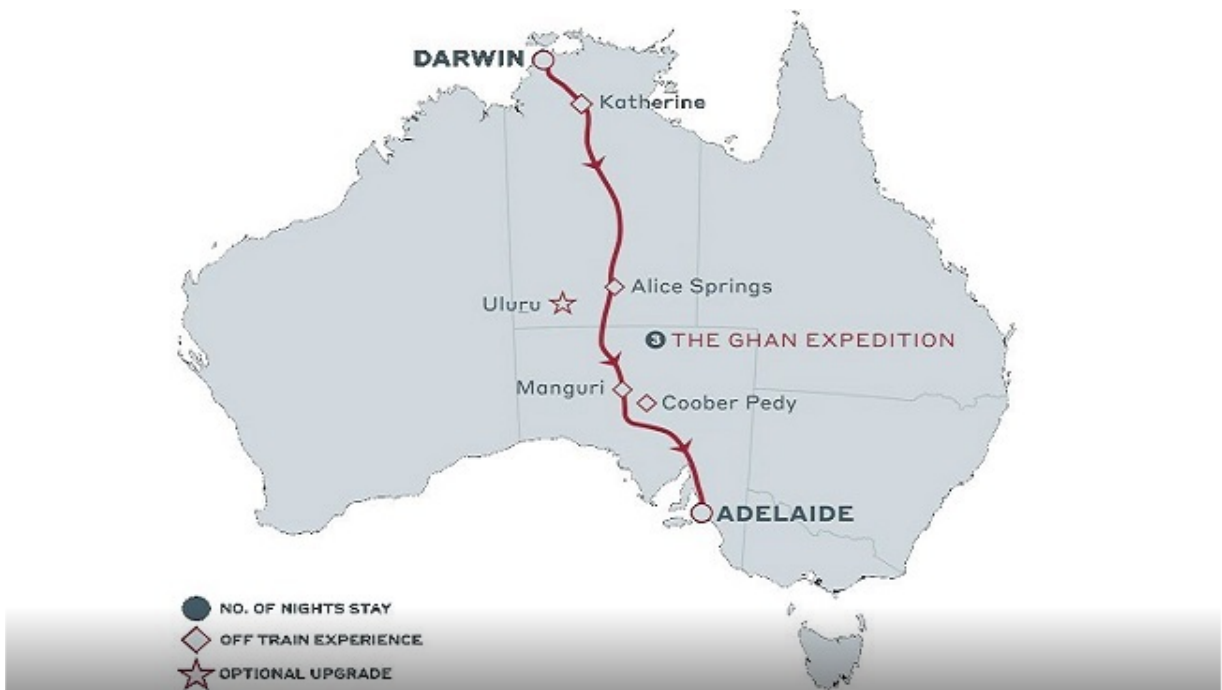 DARWIN
Katherine
Alice Springs
Uluru
3 THE GHAN EXPEDITION
Manguri
Coober Pedy
ADELAIDE
NO. OF NIGHTS STAY
OFF TRAIN EXPERIENCE
OPTIONAL UPGRADE